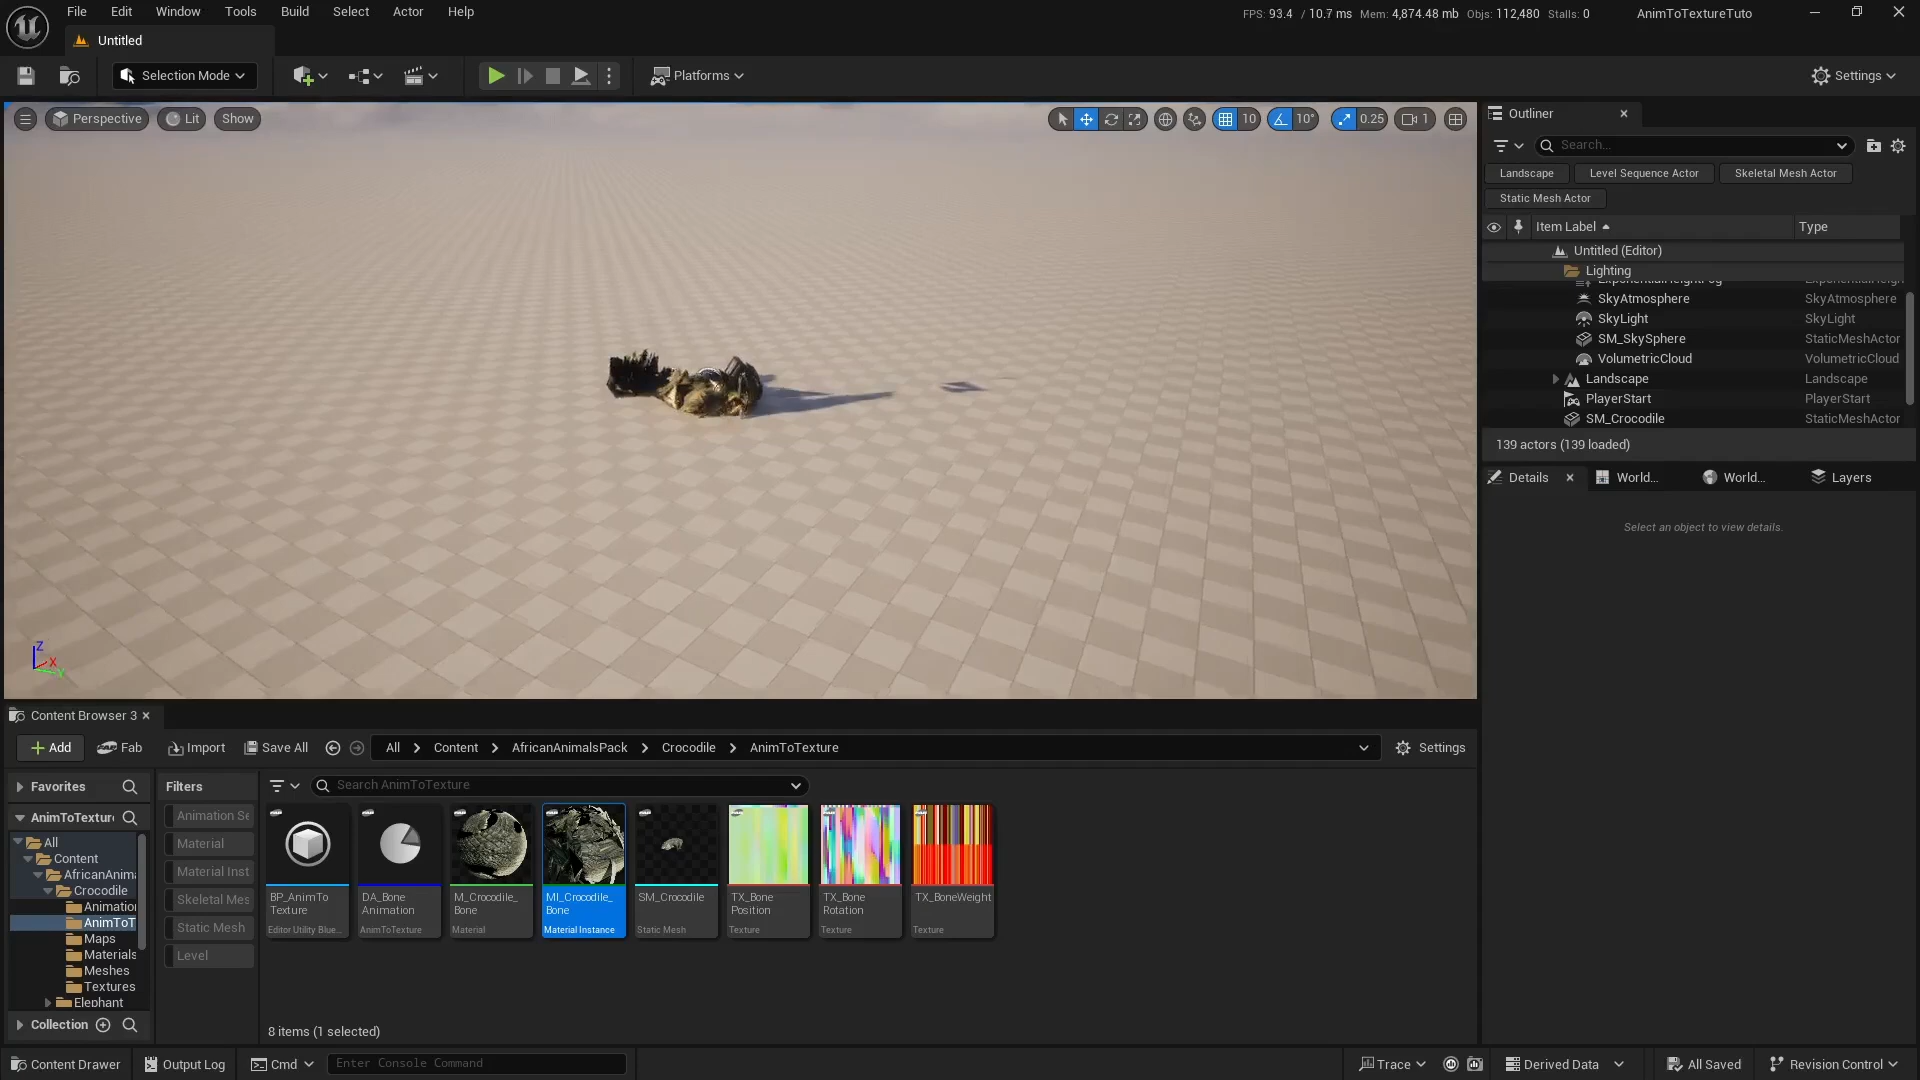 File Edit Window Tools Build Select Actor Help
FPS: 93.4 / 10.7 ms Mem: 4,874.48 mb Objs: 112,480 Stalls: 0 AnimToTextureTuto
Untitled
Selection Mode
Platforms
Settings
Perspective Lit Show
10 10° 0.25 1
Outliner
Search...
Landscape Level Sequence Actor Skeletal Mesh Actor
Static Mesh Actor
Item Label Type
Untitled (Editor)
Lighting
SkyAtmosphere SkyAtmosphere
SkyLight SkyLight
SM_SkySphere StaticMeshActor
VolumetricCloud VolumetricCloud
Landscape Landscape
PlayerStart PlayerStart
SM_Crocodile StaticMeshActor
139 actors (139 loaded)
Details World... World... Layers
Select an object to view details.
Z
X
Y
Content Browser 3
Add Fab Import Save All All Content AfricanAnimalsPack Crocodile AnimToTexture Settings
Favorites
AnimToTextur
All
Content
AfricanAnima
Crocodile
Animation
AnimToT
Maps
Materials
Meshes
Textures
Elephant
Collection
Filters
Animation Se
Material
Material Inst
Skeletal Mes
Static Mesh
Level
Search AnimToTexture
BP_AnimTo
Texture
Editor Utility Blue...
DA_Bone
Animation
AnimToTexture
M_Crocodile_
Bone
Material
MI_Crocodile_
Bone
Material Instance
SM_Crocodile
Static Mesh
TX_Bone
Position
Texture
TX_Bone
Rotation
Texture
TX_BoneWeight
Texture
8 items (1 selected)
Content Drawer Output Log Cmd Enter Console Command Trace Derived Data All Saved Revision Control